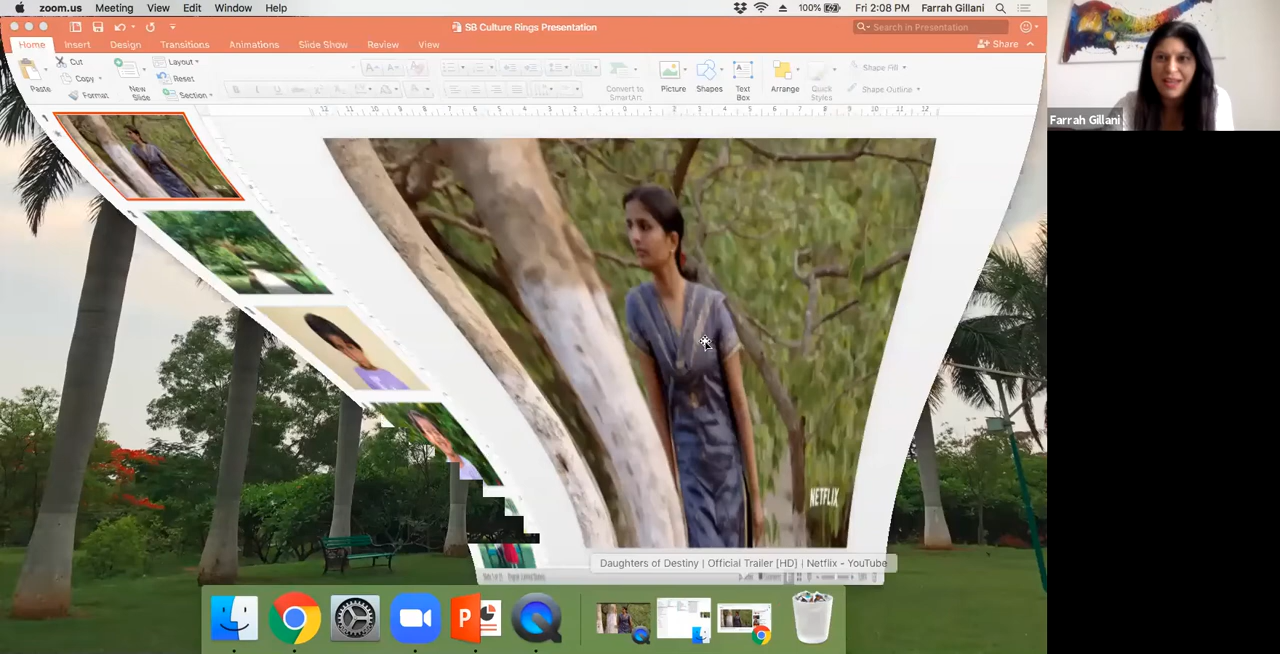 zoom.us Meeting View Edit Window Help 100% Fri 2:08 PM Farrah Gillani
SB Culture Rings Presentation
Search in Presentation
Home Insert Design Transitions Animations Slide Show Review View
Share
Paste
Cut
Copy
Format
New
Slide
Layout
Reset
Section
Convert to
SmartArt
Picture
Shapes
Text
Box
Arrange
Quick
Styles
Shape Fill
Shape Outline
Farrah Gillani
NETFLIX
Daughters of Destiny | Official Trailer [HD] | Netflix - YouTube